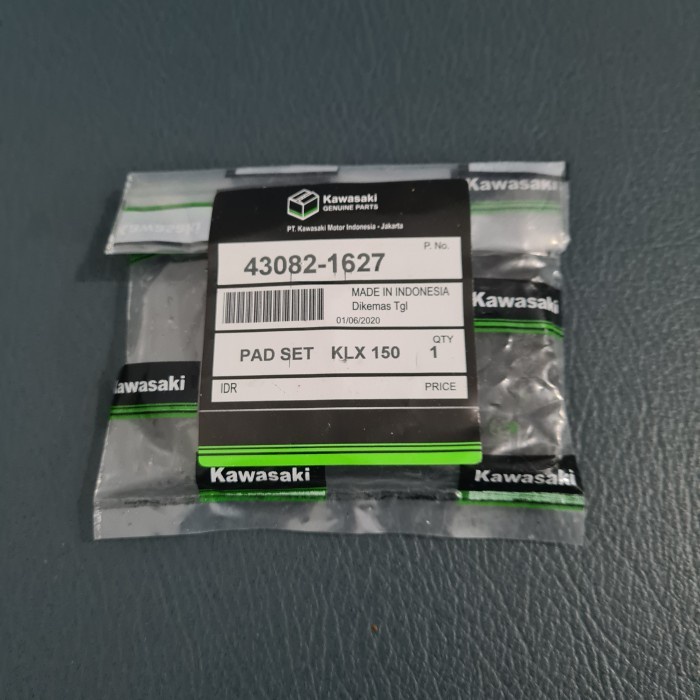 Kawasaki
Kawasaki
GENUINE PARTS
PT. Kawasaki Motor Indonesia - Jakarta
P. No.
43082-1627
MADE IN INDONESIA
Dikemas Tgl
01/06/2020
Kawasaki
QTY
PAD SET KLX 150 1
IDR PRICE
awasaki
Kawasaki
Kawasaki